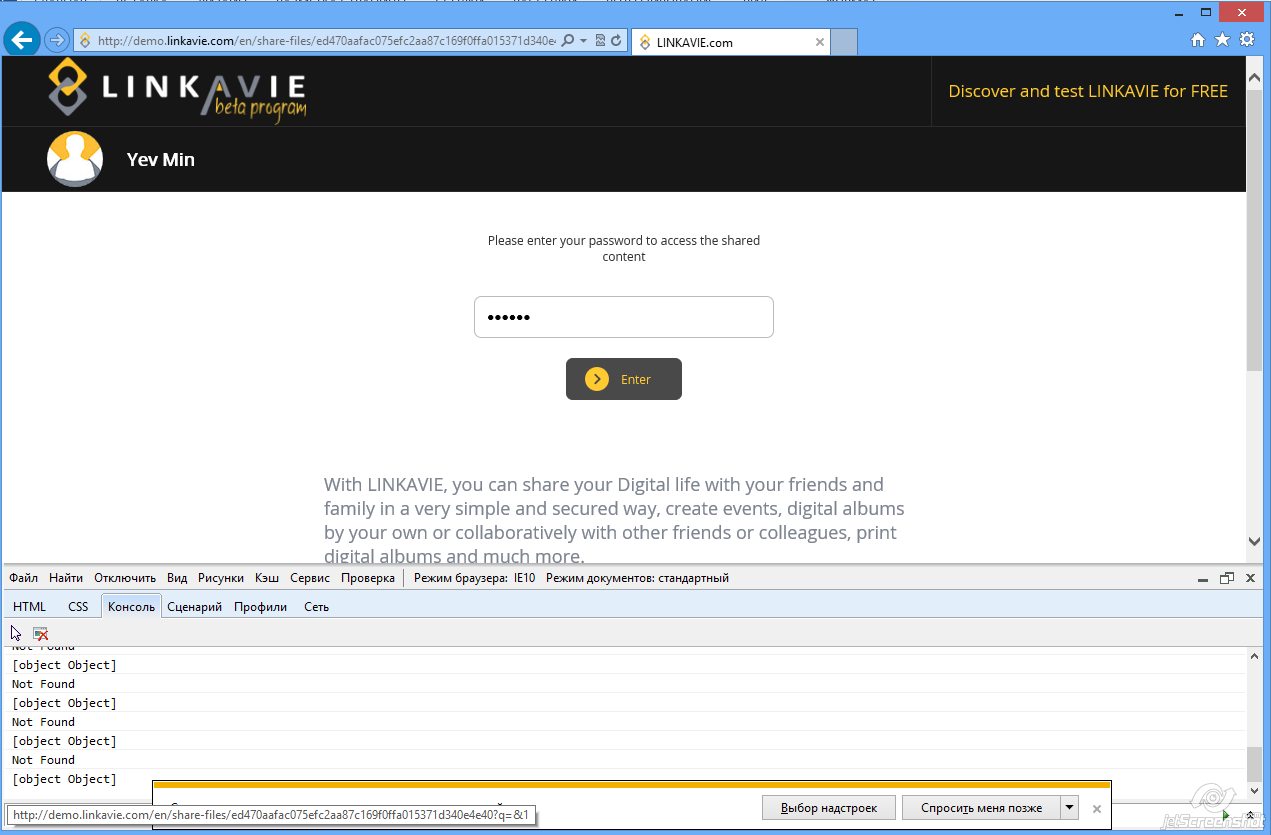 http://demo.linkavie.com/en/share-files/ed470aafac075efc2aa87c169f0ffa015371d340e4
LINKAVIE.com
LINKAVIE
beta program
Discover and test LINKAVIE for FREE
Yev Min
Please enter your password to access the shared
content
••••••
Enter
With LINKAVIE, you can share your Digital life with your friends and
family in a very simple and secured way, create events, digital albums
by your own or collaboratively with other friends or colleagues, print
digital albums and much more.
Файл Найти Отключить Вид Рисунки Кэш Сервис Проверка Режим браузера: IE10 Режим документов: стандартный
HTML CSS Консоль Сценарий Профили Сеть
Not Found
[object Object]
Not Found
[object Object]
Not Found
[object Object]
Not Found
[object Object]
Выбор надстроек Спросить меня позже
http://demo.linkavie.com/en/share-files/ed470aafac075efc2aa87c169f0ffa015371d340e4e40?q=&1
jetScreenshot